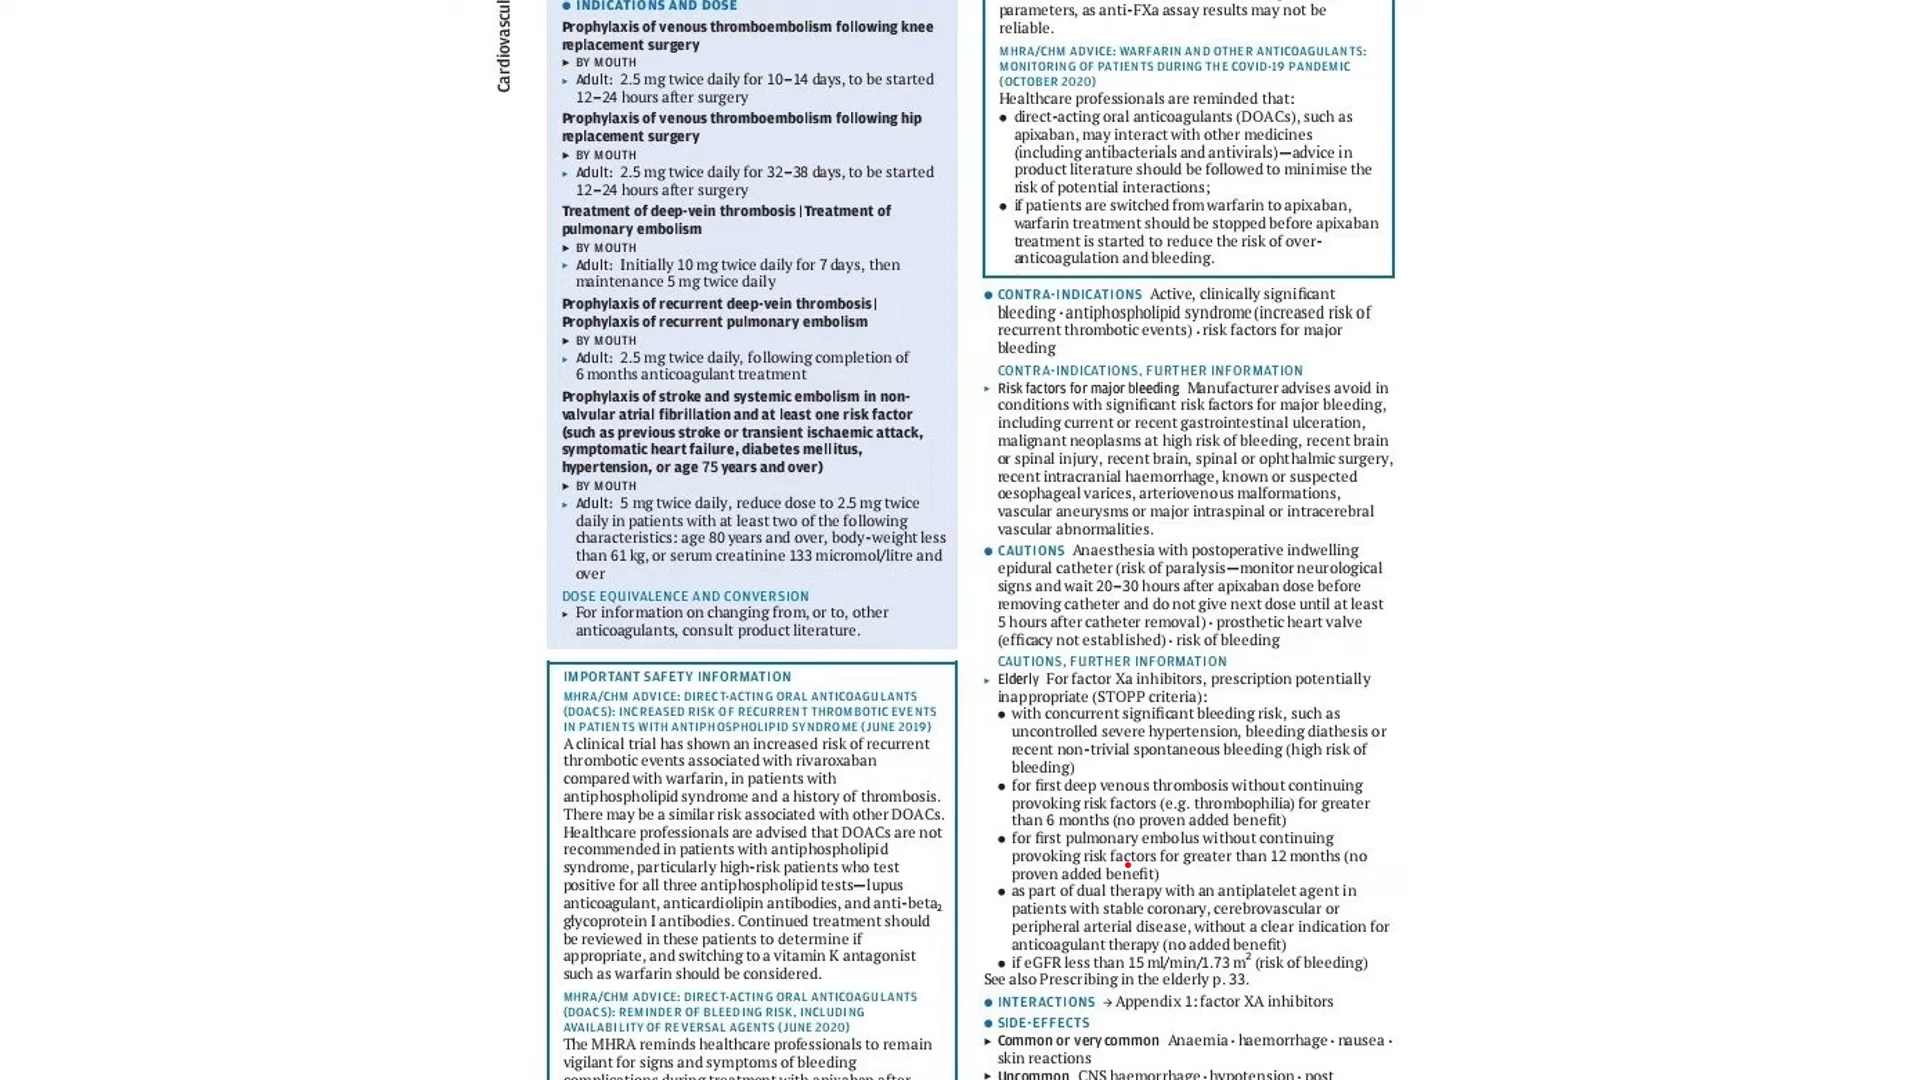 Cardiovascul
● INDICATIONS AND DOSE
Prophylaxis of venous thromboembolism following knee
replacement surgery
▸ BY MOUTH
▸ Adult: 2.5 mg twice daily for 10–14 days, to be started
12–24 hours after surgery
Prophylaxis of venous thromboembolism following hip
replacement surgery
▸ BY MOUTH
▸ Adult: 2.5 mg twice daily for 32–38 days, to be started
12–24 hours after surgery
Treatment of deep-vein thrombosis | Treatment of
pulmonary embolism
▸ BY MOUTH
▸ Adult: Initially 10 mg twice daily for 7 days, then
maintenance 5 mg twice daily
Prophylaxis of recurrent deep-vein thrombosis |
Prophylaxis of recurrent pulmonary embolism
▸ BY MOUTH
▸ Adult: 2.5 mg twice daily, following completion of
6 months anticoagulant treatment
Prophylaxis of stroke and systemic embolism in non-
valvular atrial fibrillation and at least one risk factor
(such as previous stroke or transient ischaemic attack,
symptomatic heart failure, diabetes mellitus,
hypertension, or age 75 years and over)
▸ BY MOUTH
▸ Adult: 5 mg twice daily, reduce dose to 2.5 mg twice
daily in patients with at least two of the following
characteristics: age 80 years and over, body-weight less
than 61 kg, or serum creatinine 133 micromol/litre and
over
DOSE EQUIVALENCE AND CONVERSION
▸ For information on changing from, or to, other
anticoagulants, consult product literature.
IMPORTANT SAFETY INFORMATION
MHRA/CHM ADVICE: DIRECT-ACTING ORAL ANTICOAGULANTS
(DOACS): INCREASED RISK OF RECURRENT THROMBOTIC EVENTS
IN PATIENTS WITH ANTIPHOSPHOLIPID SYNDROME (JUNE 2019)
A clinical trial has shown an increased risk of recurrent
thrombotic events associated with rivaroxaban
compared with warfarin, in patients with
antiphospholipid syndrome and a history of thrombosis.
There may be a similar risk associated with other DOACs.
Healthcare professionals are advised that DOACs are not
recommended in patients with antiphospholipid
syndrome, particularly high-risk patients who test
positive for all three antiphospholipid tests—lupus
anticoagulant, anticardiolipin antibodies, and anti-beta₂
glycoprotein I antibodies. Continued treatment should
be reviewed in these patients to determine if
appropriate, and switching to a vitamin K antagonist
such as warfarin should be considered.
MHRA/CHM ADVICE: DIRECT-ACTING ORAL ANTICOAGULANTS
(DOACS): REMINDER OF BLEEDING RISK, INCLUDING
AVAILABILITY OF REVERSAL AGENTS (JUNE 2020)
The MHRA reminds healthcare professionals to remain
vigilant for signs and symptoms of bleeding
complications during treatment with apixaban after
parameters, as anti-FXa assay results may not be
reliable.
MHRA/CHM ADVICE: WARFARIN AND OTHER ANTICOAGULANTS:
MONITORING OF PATIENTS DURING THE COVID-19 PANDEMIC
(OCTOBER 2020)
Healthcare professionals are reminded that:
● direct-acting oral anticoagulants (DOACs), such as
apixaban, may interact with other medicines
(including antibacterials and antivirals)—advice in
product literature should be followed to minimise the
risk of potential interactions;
● if patients are switched from warfarin to apixaban,
warfarin treatment should be stopped before apixaban
treatment is started to reduce the risk of over-
anticoagulation and bleeding.
● CONTRA-INDICATIONS Active, clinically significant
bleeding · antiphospholipid syndrome (increased risk of
recurrent thrombotic events) · risk factors for major
bleeding
CONTRA-INDICATIONS, FURTHER INFORMATION
▸ Risk factors for major bleeding Manufacturer advises avoid in
conditions with significant risk factors for major bleeding,
including current or recent gastrointestinal ulceration,
malignant neoplasms at high risk of bleeding, recent brain
or spinal injury, recent brain, spinal or ophthalmic surgery,
recent intracranial haemorrhage, known or suspected
oesophageal varices, arteriovenous malformations,
vascular aneurysms or major intraspinal or intracerebral
vascular abnormalities.
● CAUTIONS Anaesthesia with postoperative indwelling
epidural catheter (risk of paralysis—monitor neurological
signs and wait 20–30 hours after apixaban dose before
removing catheter and do not give next dose until at least
5 hours after catheter removal) · prosthetic heart valve
(efficacy not established) · risk of bleeding
CAUTIONS, FURTHER INFORMATION
▸ Elderly For factor Xa inhibitors, prescription potentially
inappropriate (STOPP criteria):
● with concurrent significant bleeding risk, such as
uncontrolled severe hypertension, bleeding diathesis or
recent non-trivial spontaneous bleeding (high risk of
bleeding)
● for first deep venous thrombosis without continuing
provoking risk factors (e.g. thrombophilia) for greater
than 6 months (no proven added benefit)
● for first pulmonary embolus without continuing
provoking risk factors for greater than 12 months (no
proven added benefit)
● as part of dual therapy with an antiplatelet agent in
patients with stable coronary, cerebrovascular or
peripheral arterial disease, without a clear indication for
anticoagulant therapy (no added benefit)
● if eGFR less than 15 ml/min/1.73 m² (risk of bleeding)
See also Prescribing in the elderly p. 33.
● INTERACTIONS → Appendix 1: factor XA inhibitors
● SIDE-EFFECTS
▸ Common or very common Anaemia · haemorrhage · nausea ·
skin reactions
▸ Uncommon CNS haemorrhage · hypotension · post